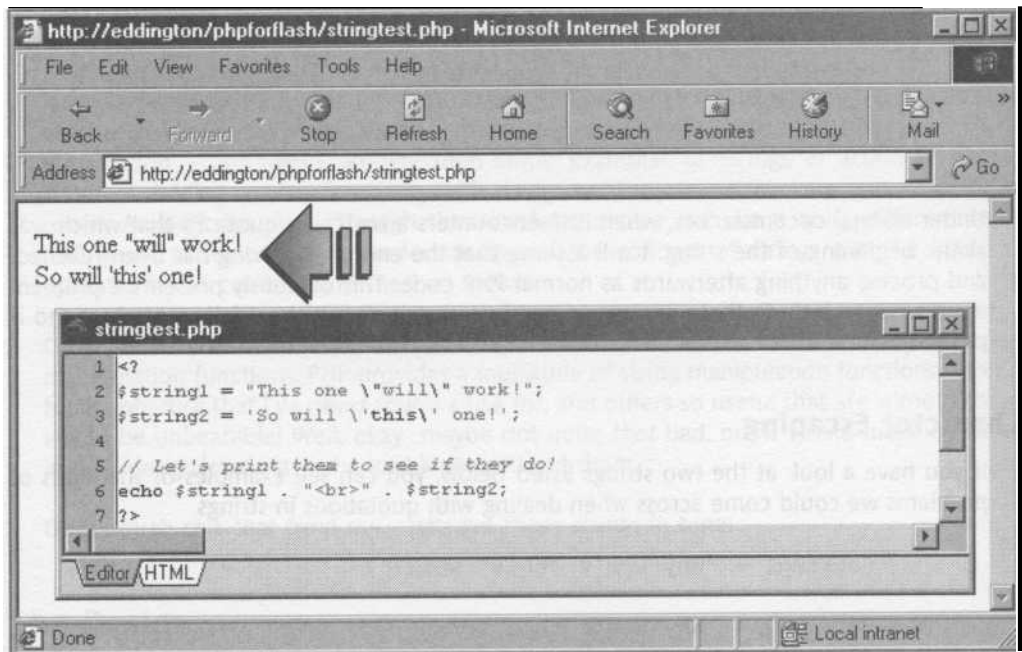 http://eddington/phpforflash/stringtest.php - Microsoft Internet Explorer
File Edit View Favorites Tools Help
Back Forward Stop Refresh Home Search Favorites History Mail »
Address http://eddington/phpforflash/stringtest.php Go
This one "will" work!
So will 'this' one!
stringtest.php
1 <?
2 $string1 = "This one \"will\" work!";
3 $string2 = 'So will \'this\' one!';
4
5 // Let's print them to see if they do!
6 echo $string1 . "<br>" . $string2;
7 ?>
Editor HTML
Done Local intranet